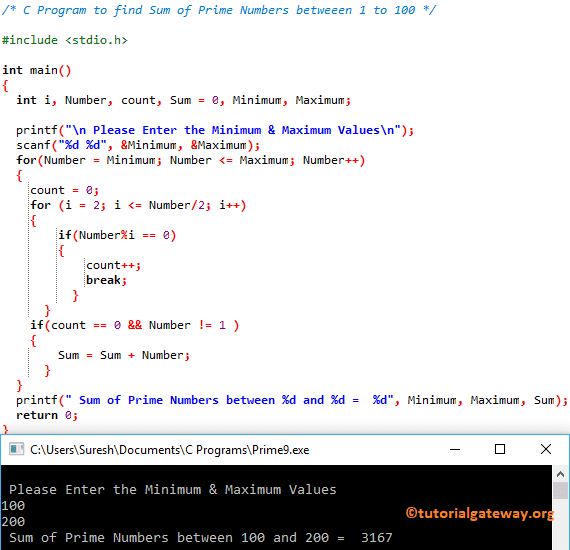 /* C Program to find Sum of Prime Numbers betweeen 1 to 100 */
#include <stdio.h>
int main()
{
int i, Number, count, Sum = 0, Minimum, Maximum;
printf("\n Please Enter the Minimum & Maximum Values\n");
scanf("%d %d", &Minimum, &Maximum);
for(Number = Minimum; Number <= Maximum; Number++)
{
count = 0;
for (i = 2; i <= Number/2; i++)
{
if(Number%i == 0)
{
count++;
break;
}
}
if(count == 0 && Number != 1 )
{
Sum = Sum + Number;
}
}
printf(" Sum of Prime Numbers between %d and %d =  %d", Minimum, Maximum, Sum);
return 0;
}
C:\Users\Suresh\Documents\C Programs\Prime9.exe
Please Enter the Minimum & Maximum Values
100
200
©tutorialgateway.org
Sum of Prime Numbers between 100 and 200 =  3167